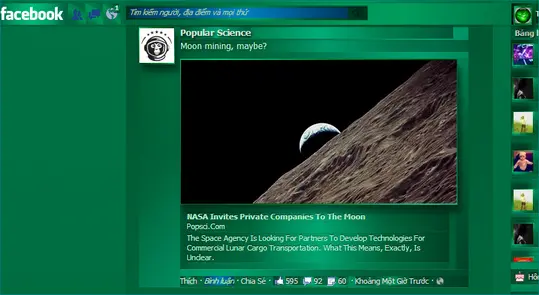 facebook
1
Tìm kiếm người, địa điểm và mọi thứ
Popular Science
Moon mining, maybe?
NASA Invites Private Companies To The Moon
Popsci.Com
The Space Agency Is Looking For Partners To Develop Technologies For
Commercial Lunar Cargo Transportation. What This Means, Exactly, Is
Unclear.
Thích · Bình luận · Chia Sẻ · 595 92 60 · Khoảng Một Giờ Trước ·
Bảng l